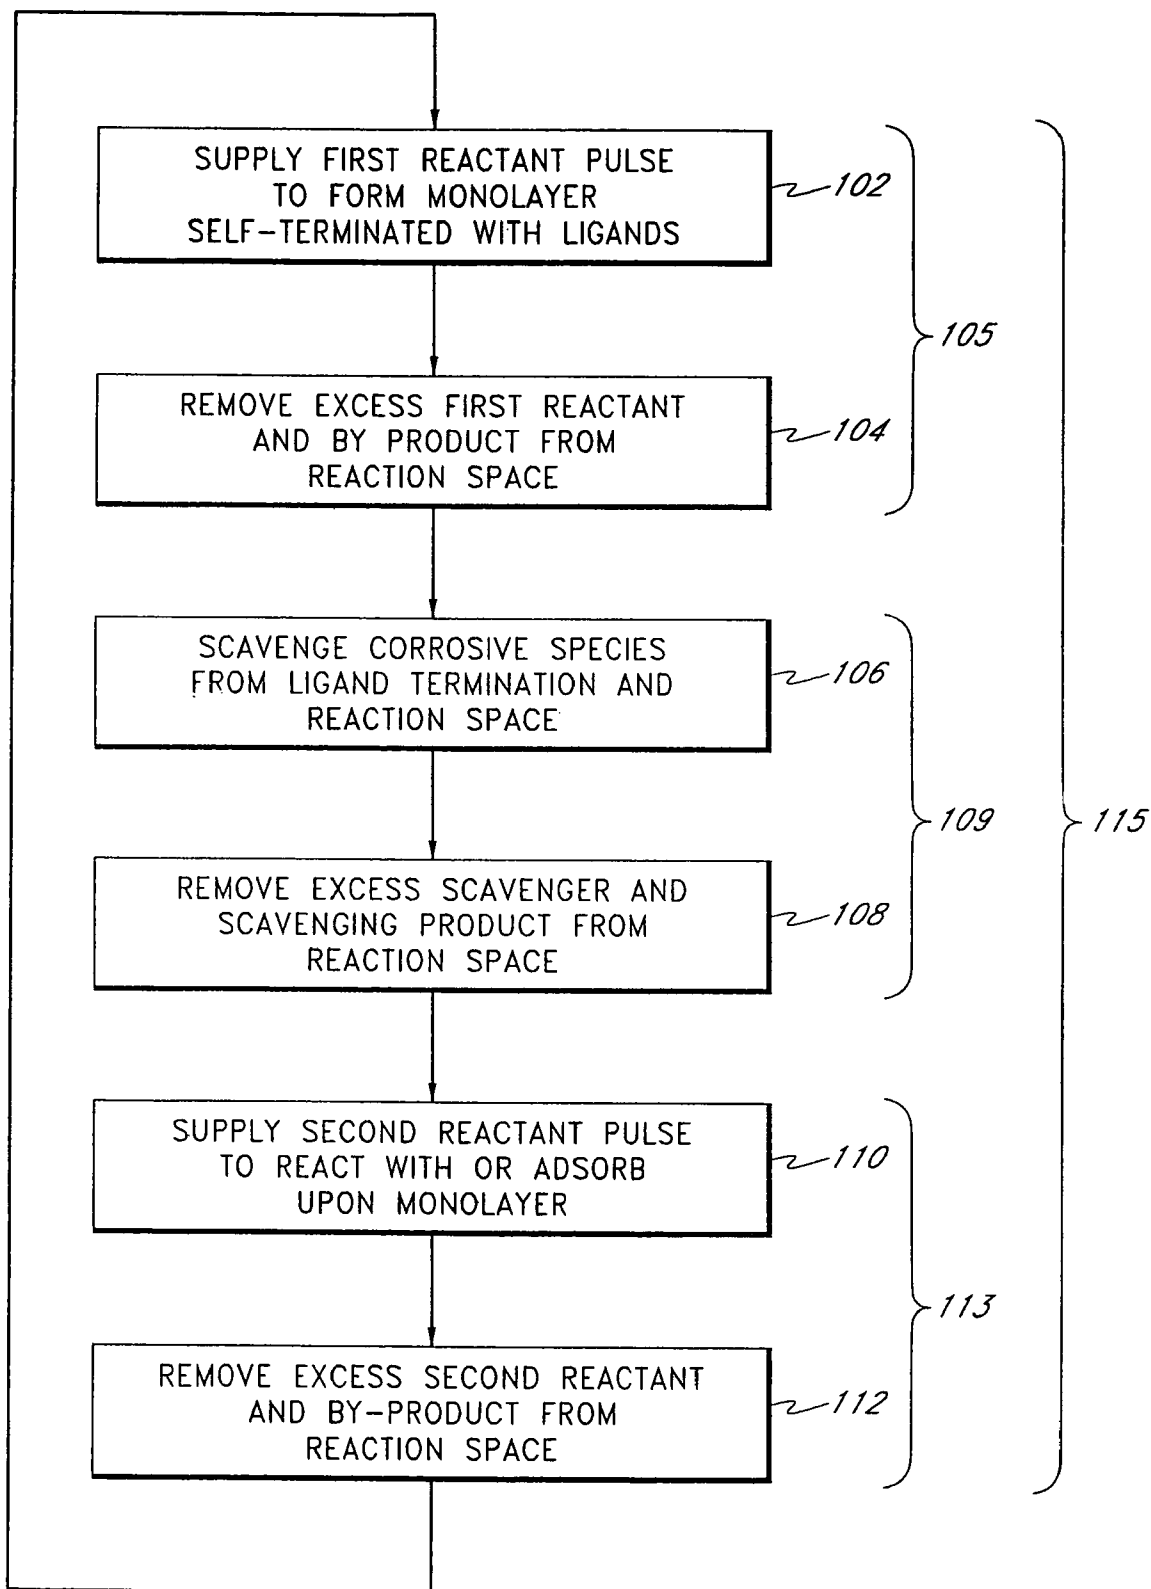 SUPPLY FIRST REACTANT PULSE
TO FORM MONOLAYER
SELF-TERMINATED WITH LIGANDS
102
105
REMOVE EXCESS FIRST REACTANT
AND BY PRODUCT FROM
REACTION SPACE
104
SCAVENGE CORROSIVE SPECIES
FROM LIGAND TERMINATION AND
REACTION SPACE
106
109
115
REMOVE EXCESS SCAVENGER AND
SCAVENGING PRODUCT FROM
REACTION SPACE
108
SUPPLY SECOND REACTANT PULSE
TO REACT WITH OR ADSORB
UPON MONOLAYER
110
113
REMOVE EXCESS SECOND REACTANT
AND BY-PRODUCT FROM
REACTION SPACE
112